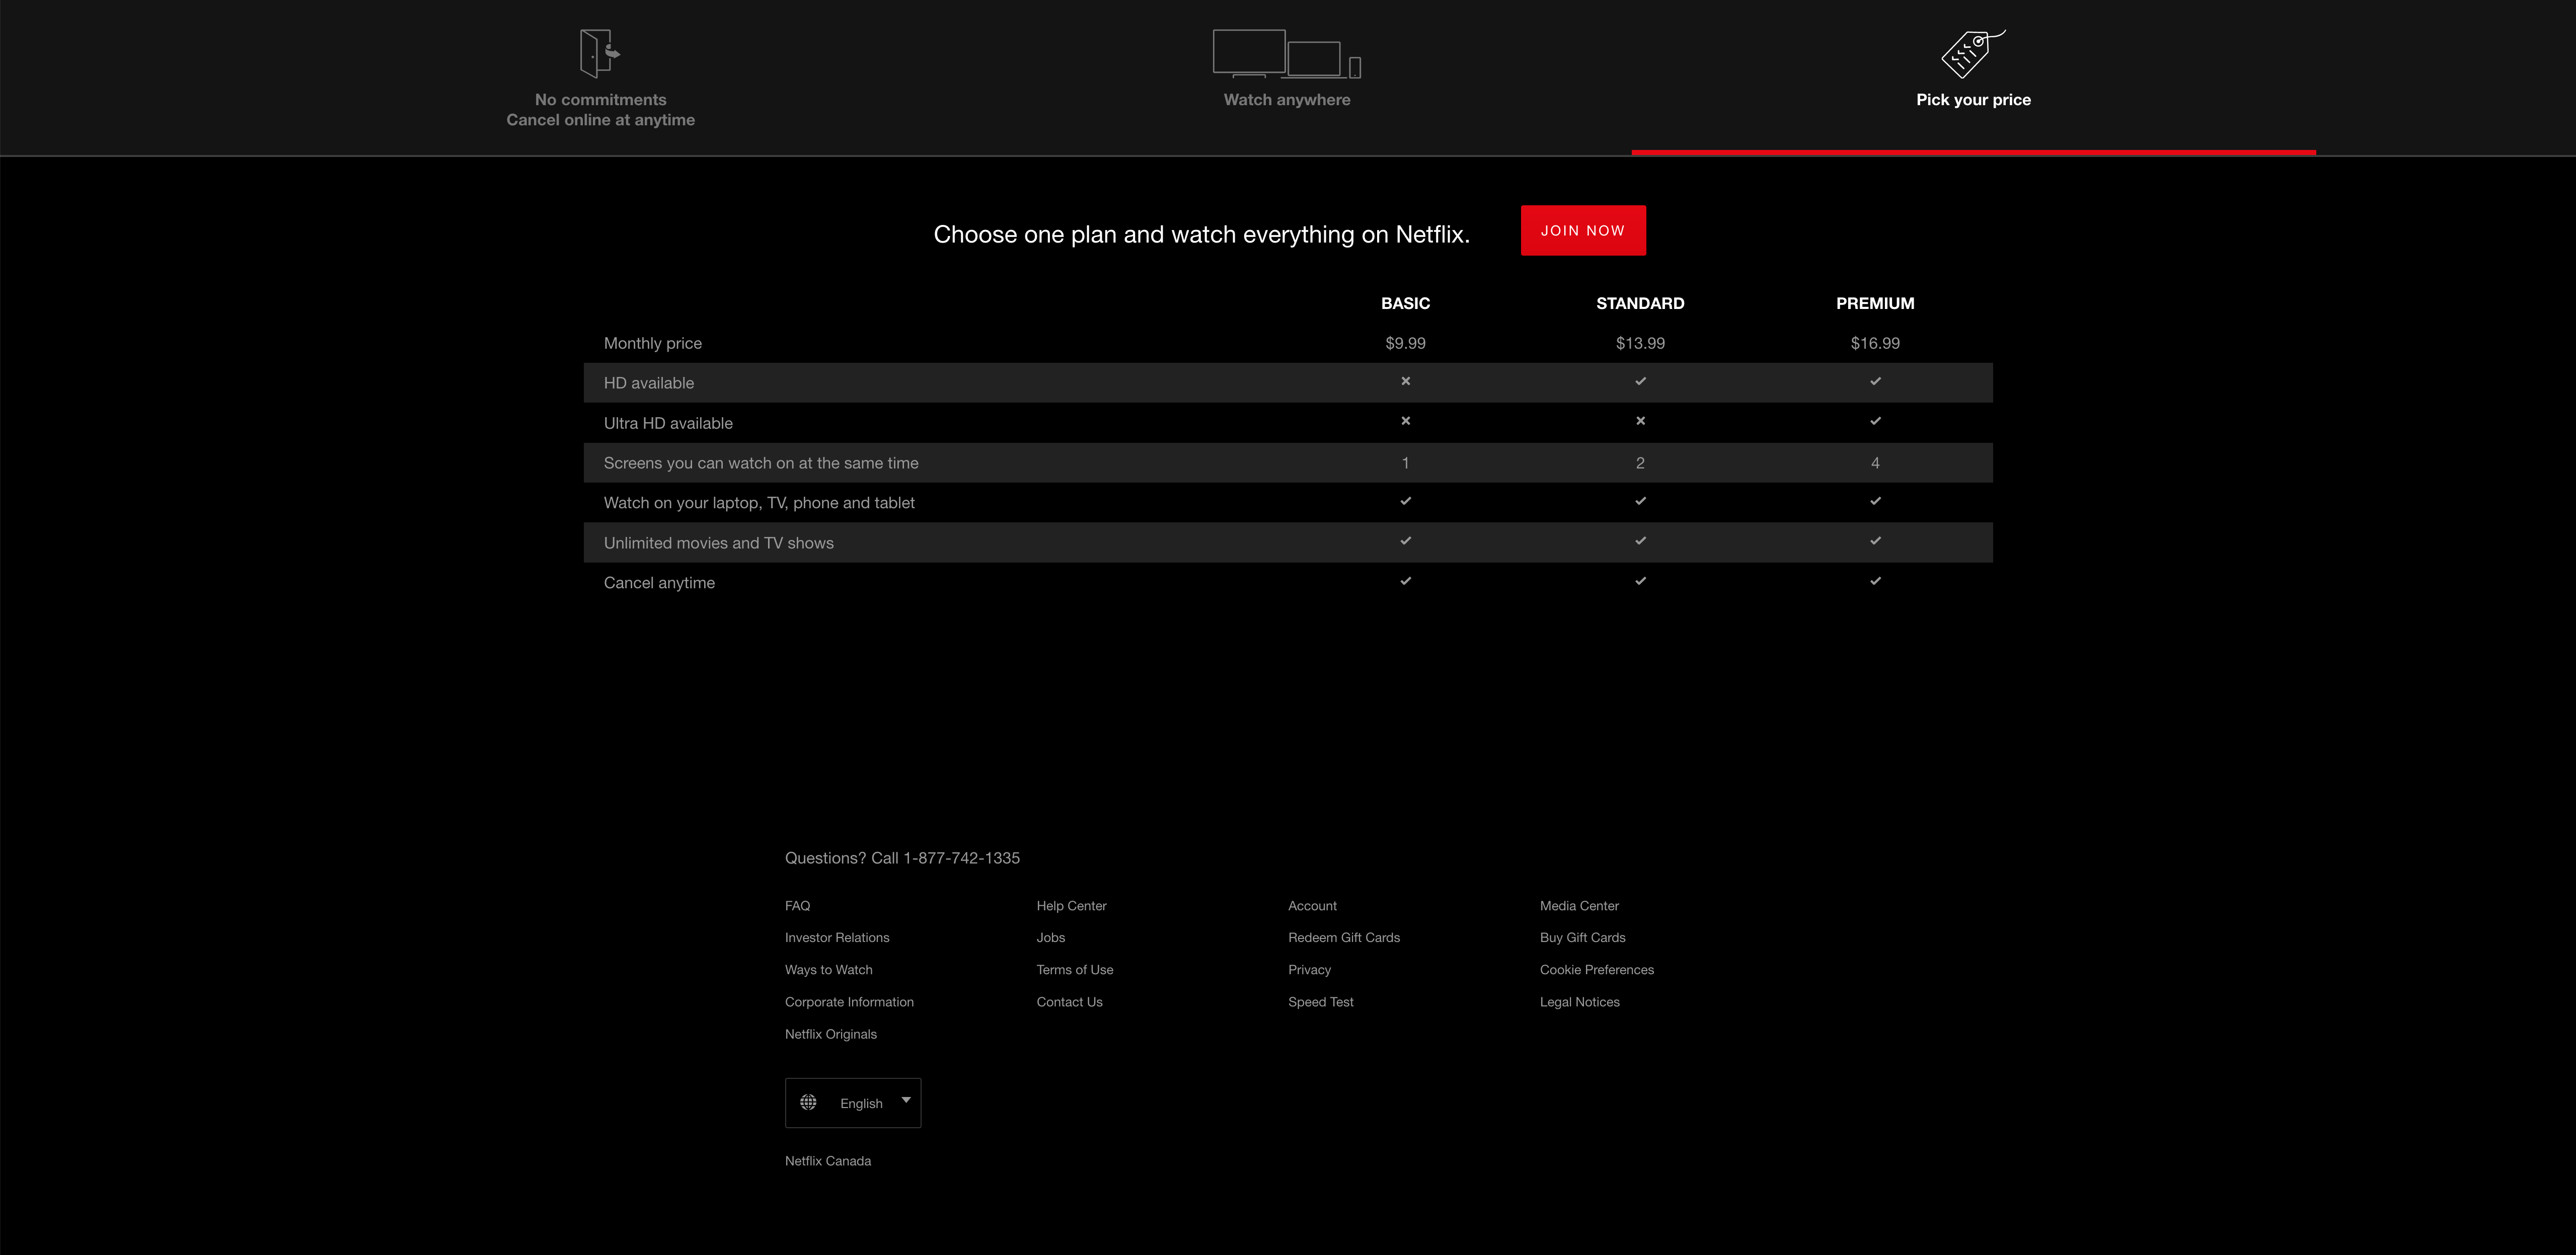 No commitments
Cancel online at anytime
Watch anywhere
Pick your price
Choose one plan and watch everything on Netflix.
JOIN NOW
BASIC STANDARD PREMIUM
Monthly price $9.99 $13.99 $16.99
HD available
Ultra HD available
Screens you can watch on at the same time 1 2 4
Watch on your laptop, TV, phone and tablet
Unlimited movies and TV shows
Cancel anytime
Questions? Call 1-877-742-1335
FAQ Help Center Account Media Center
Investor Relations Jobs Redeem Gift Cards Buy Gift Cards
Ways to Watch Terms of Use Privacy Cookie Preferences
Corporate Information Contact Us Speed Test Legal Notices
Netflix Originals
English
Netflix Canada